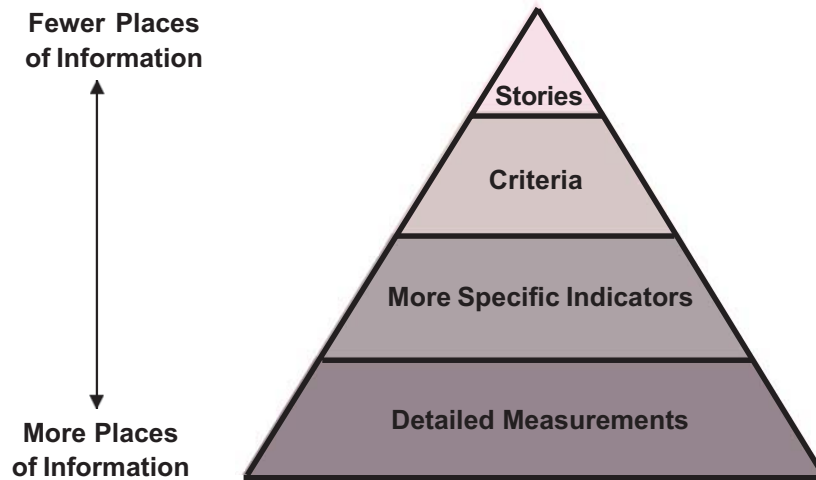 Fewer Places
of Information
Stories
Criteria
More Specific Indicators
Detailed Measurements
More Places
of Information